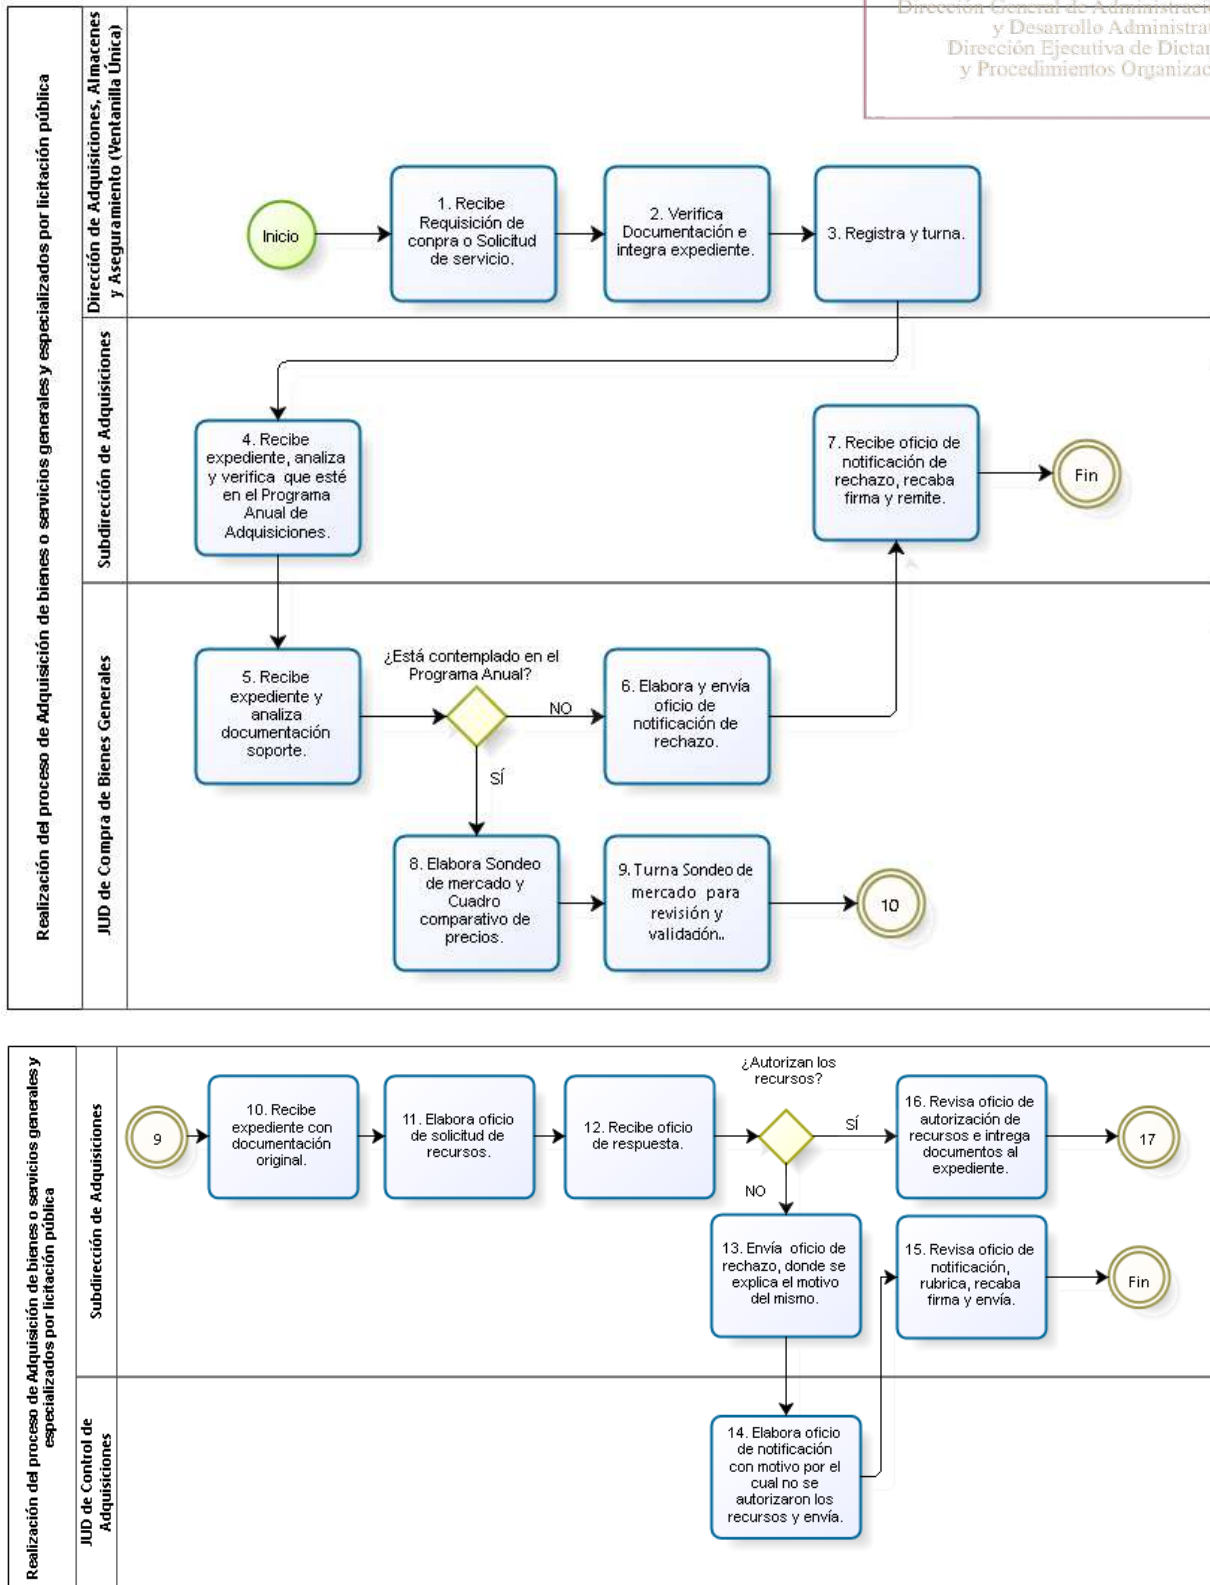 Dirección General de Administració
y Desarrollo Administra
Dirección Ejecutiva de Dicta
y Procedimientos Organizac
Realización del proceso de Adquisición de bienes o servicios generales y especializados por licitación pública
Dirección de Adquisiciones, Almacenes
y Aseguramiento (Ventanilla Única)
Inicio
1. Recibe
Requisición de
conpra o Solicitud
de servicio.
2. Verifica
Documentación e
integra expediente.
3. Registra y turna.
Subdirección de Adquisiciones
4. Recibe
expediente, analiza
y verifica que esté
en el Programa
Anual de
Adquisiciones.
7. Recibe oficio de
notificación de
rechazo, recaba
firma y remite.
Fin
JUD de Compra de Bienes Generales
5. Recibe
expediente y
analiza
documentación
soporte.
¿Está contemplado en el
Programa Anual?
NO
SÍ
6. Elabora y envía
oficio de
notificación de
rechazo.
8. Elabora Sondeo
de mercado y
Cuadro
comparativo de
precios.
9. Turna Sondeo de
mercado para
revisión y
validación..
10
Realización del proceso de Adquisición de bienes o servicios generales y
especializados por licitación pública
Subdirección de Adquisiciones
9
10. Recibe
expediente con
documentación
original.
11. Elabora oficio
de solicitud de
recursos.
12. Recibe oficio
de respuesta.
¿Autorizan los
recursos?
SÍ
NO
16. Revisa oficio de
autorización de
recursos e intrega
documentos al
expediente.
17
13. Envía oficio de
rechazo, donde se
explica el motivo
del mismo.
15. Revisa oficio de
notificación,
rubrica, recaba
firma y envía.
Fin
JUD de Control de
Adquisiciones
14. Elabora oficio
de notificación
con motivo por el
cual no se
autorizaron los
recursos y envía.